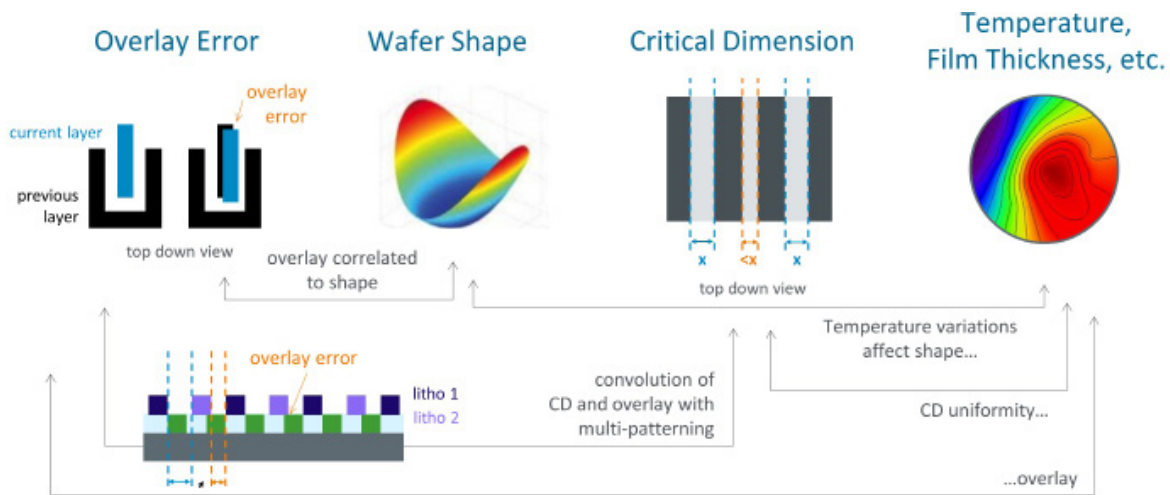 Overlay Error
Wafer Shape
Critical Dimension
Temperature,
Film Thickness, etc.
overlay
error
current layer
previous
layer
top down view
overlay correlated
to shape
x
<x
x
top down view
Temperature variations
affect shape...
overlay error
litho 1
litho 2
≠
convolution of
CD and overlay with
multi-patterning
CD uniformity...
...overlay